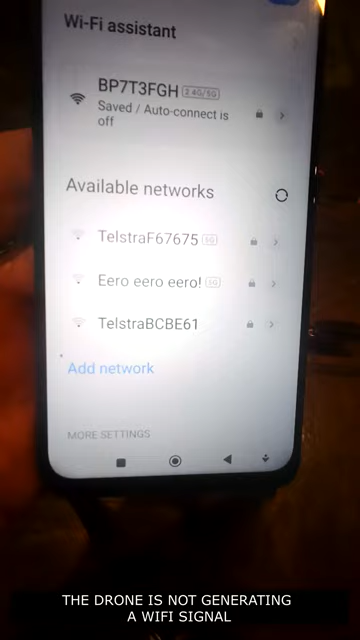 Wi-Fi assistant
BP7T3FGH 2.4G/5G
Saved / Auto-connect is
off
Available networks
TelstraF67675 5G
Eero eero eero! 5G
TelstraBCBE61
Add network
MORE SETTINGS
THE DRONE IS NOT GENERATING
A WIFI SIGNAL